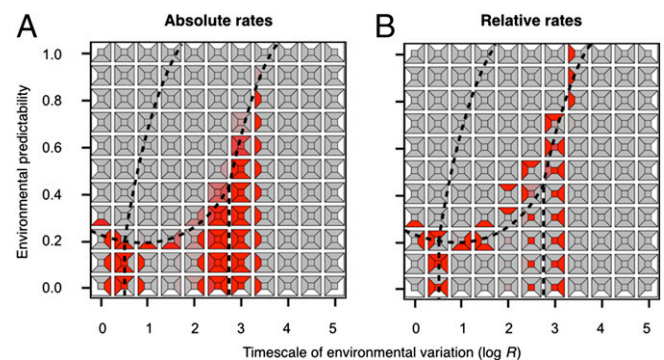 A
Absolute rates
B
Relative rates
Environmental predictability
1.0
0.8
0.6
0.4
0.2
0.0
0 1 2 3 4 5
0 1 2 3 4 5
Timescale of environmental variation (log R)